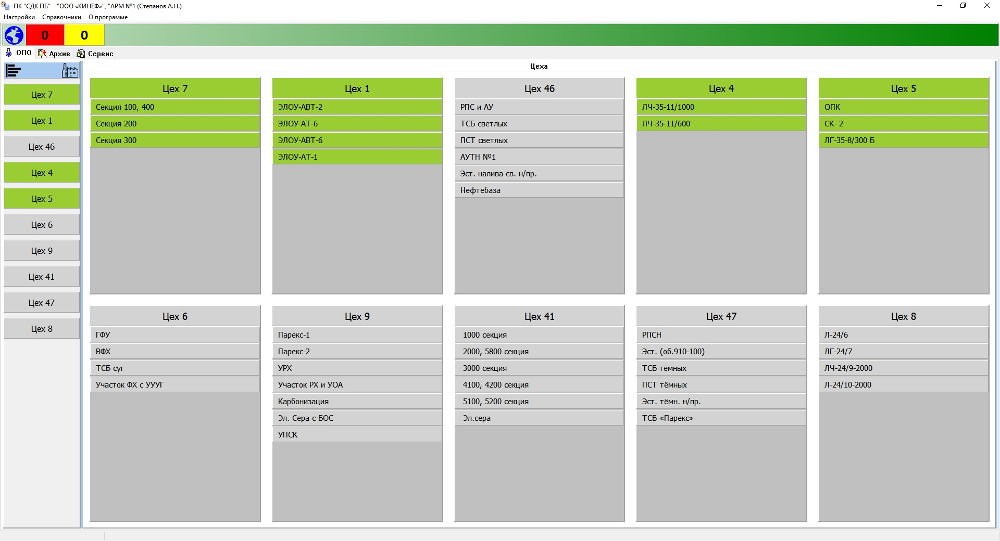 ПК "СДК ПБ" "ООО «КИНЕФ»", "АРМ №1 (Степанов А.Н.)
Настройки Справочники О программе
0 0
ОПО Архив Сервис
Цеха
Цех 7
Цех 1
Цех 46
Цех 4
Цех 5
Цех 6
Цех 9
Цех 41
Цех 47
Цех 8
Цех 7
Секция 100, 400
Секция 200
Секция 300
Цех 1
ЭЛОУ-АВТ-2
ЭЛОУ-АТ-6
ЭЛОУ-АВТ-6
ЭЛОУ-АТ-1
Цех 46
РПС и АУ
ТСБ светлых
ПСТ светлых
АУТН №1
Эст. налива св. н/пр.
Нефтебаза
Цех 4
ЛЧ-35-11/1000
ЛЧ-35-11/600
Цех 5
ОПК
СК- 2
ЛГ-35-8/300 Б
Цех 6
ГФУ
ВФХ
ТСБ суг
Участок ФХ с УУУГ
Цех 9
Парекс-1
Парекс-2
УРХ
Участок РХ и УОА
Карбонизация
Эл. Сера с БОС
УПСК
Цех 41
1000 секция
2000, 5800 секция
3000 секция
4100, 4200 секция
5100, 5200 секция
Эл.сера
Цех 47
РПСН
Эст. (об.910-100)
ТСБ тёмных
ПСТ тёмных
Эст. тёмн. н/пр.
ТСБ «Парекс»
Цех 8
Л-24/6
ЛГ-24/7
ЛЧ-24/9-2000
Л-24/10-2000